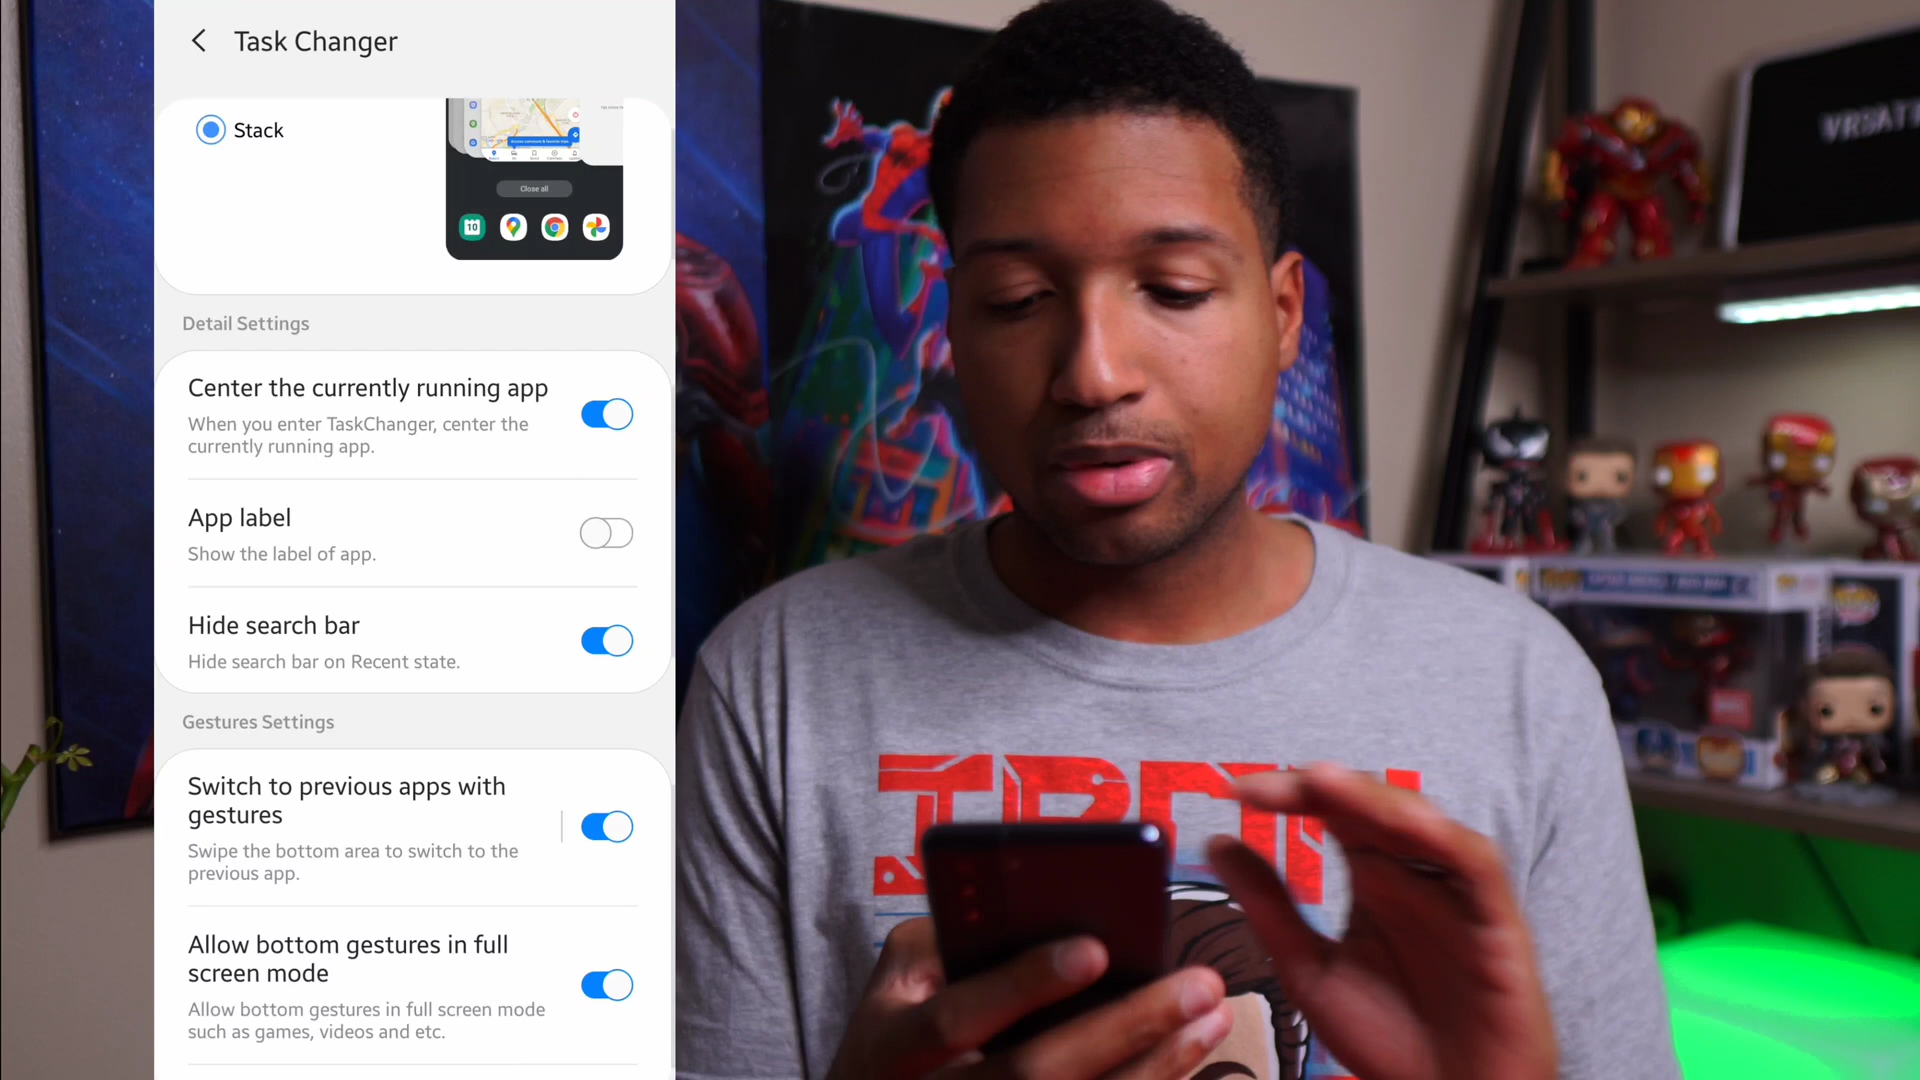 Task Changer
Stack
Close all
10
Detail Settings
Center the currently running app
When you enter TaskChanger, center the
currently running app.
App label
Show the label of app.
Hide search bar
Hide search bar on Recent state.
Gestures Settings
Switch to previous apps with
gestures
Swipe the bottom area to switch to the
previous app.
Allow bottom gestures in full
screen mode
Allow bottom gestures in full screen mode
such as games, videos and etc.